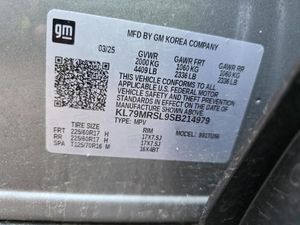 gm
MFD BY GM KOREA COMPANY
03/25
GVWR GAWR FRT GAWR RR
2000 KG 1060 KG 1060 KG
4409 LB 2336 LB 2336 LB
THIS VEHICLE CONFORMS TO ALL
APPLICABLE U.S. FEDERAL MOTOR
VEHICLE SAFETY AND THEFT
PREVENTION STANDARDS IN EFFECT
ON THE DATE OF MANUFACTURE
SHOWN ABOVE.
KL79MRSL9SB214979
TYPE: MPV
TIRE SIZE RIM
FRT 225/60R17 H 17X7.5J
RR 225/60R17 H 17X7.5J
SPA T125/70R16 M 16X4BT